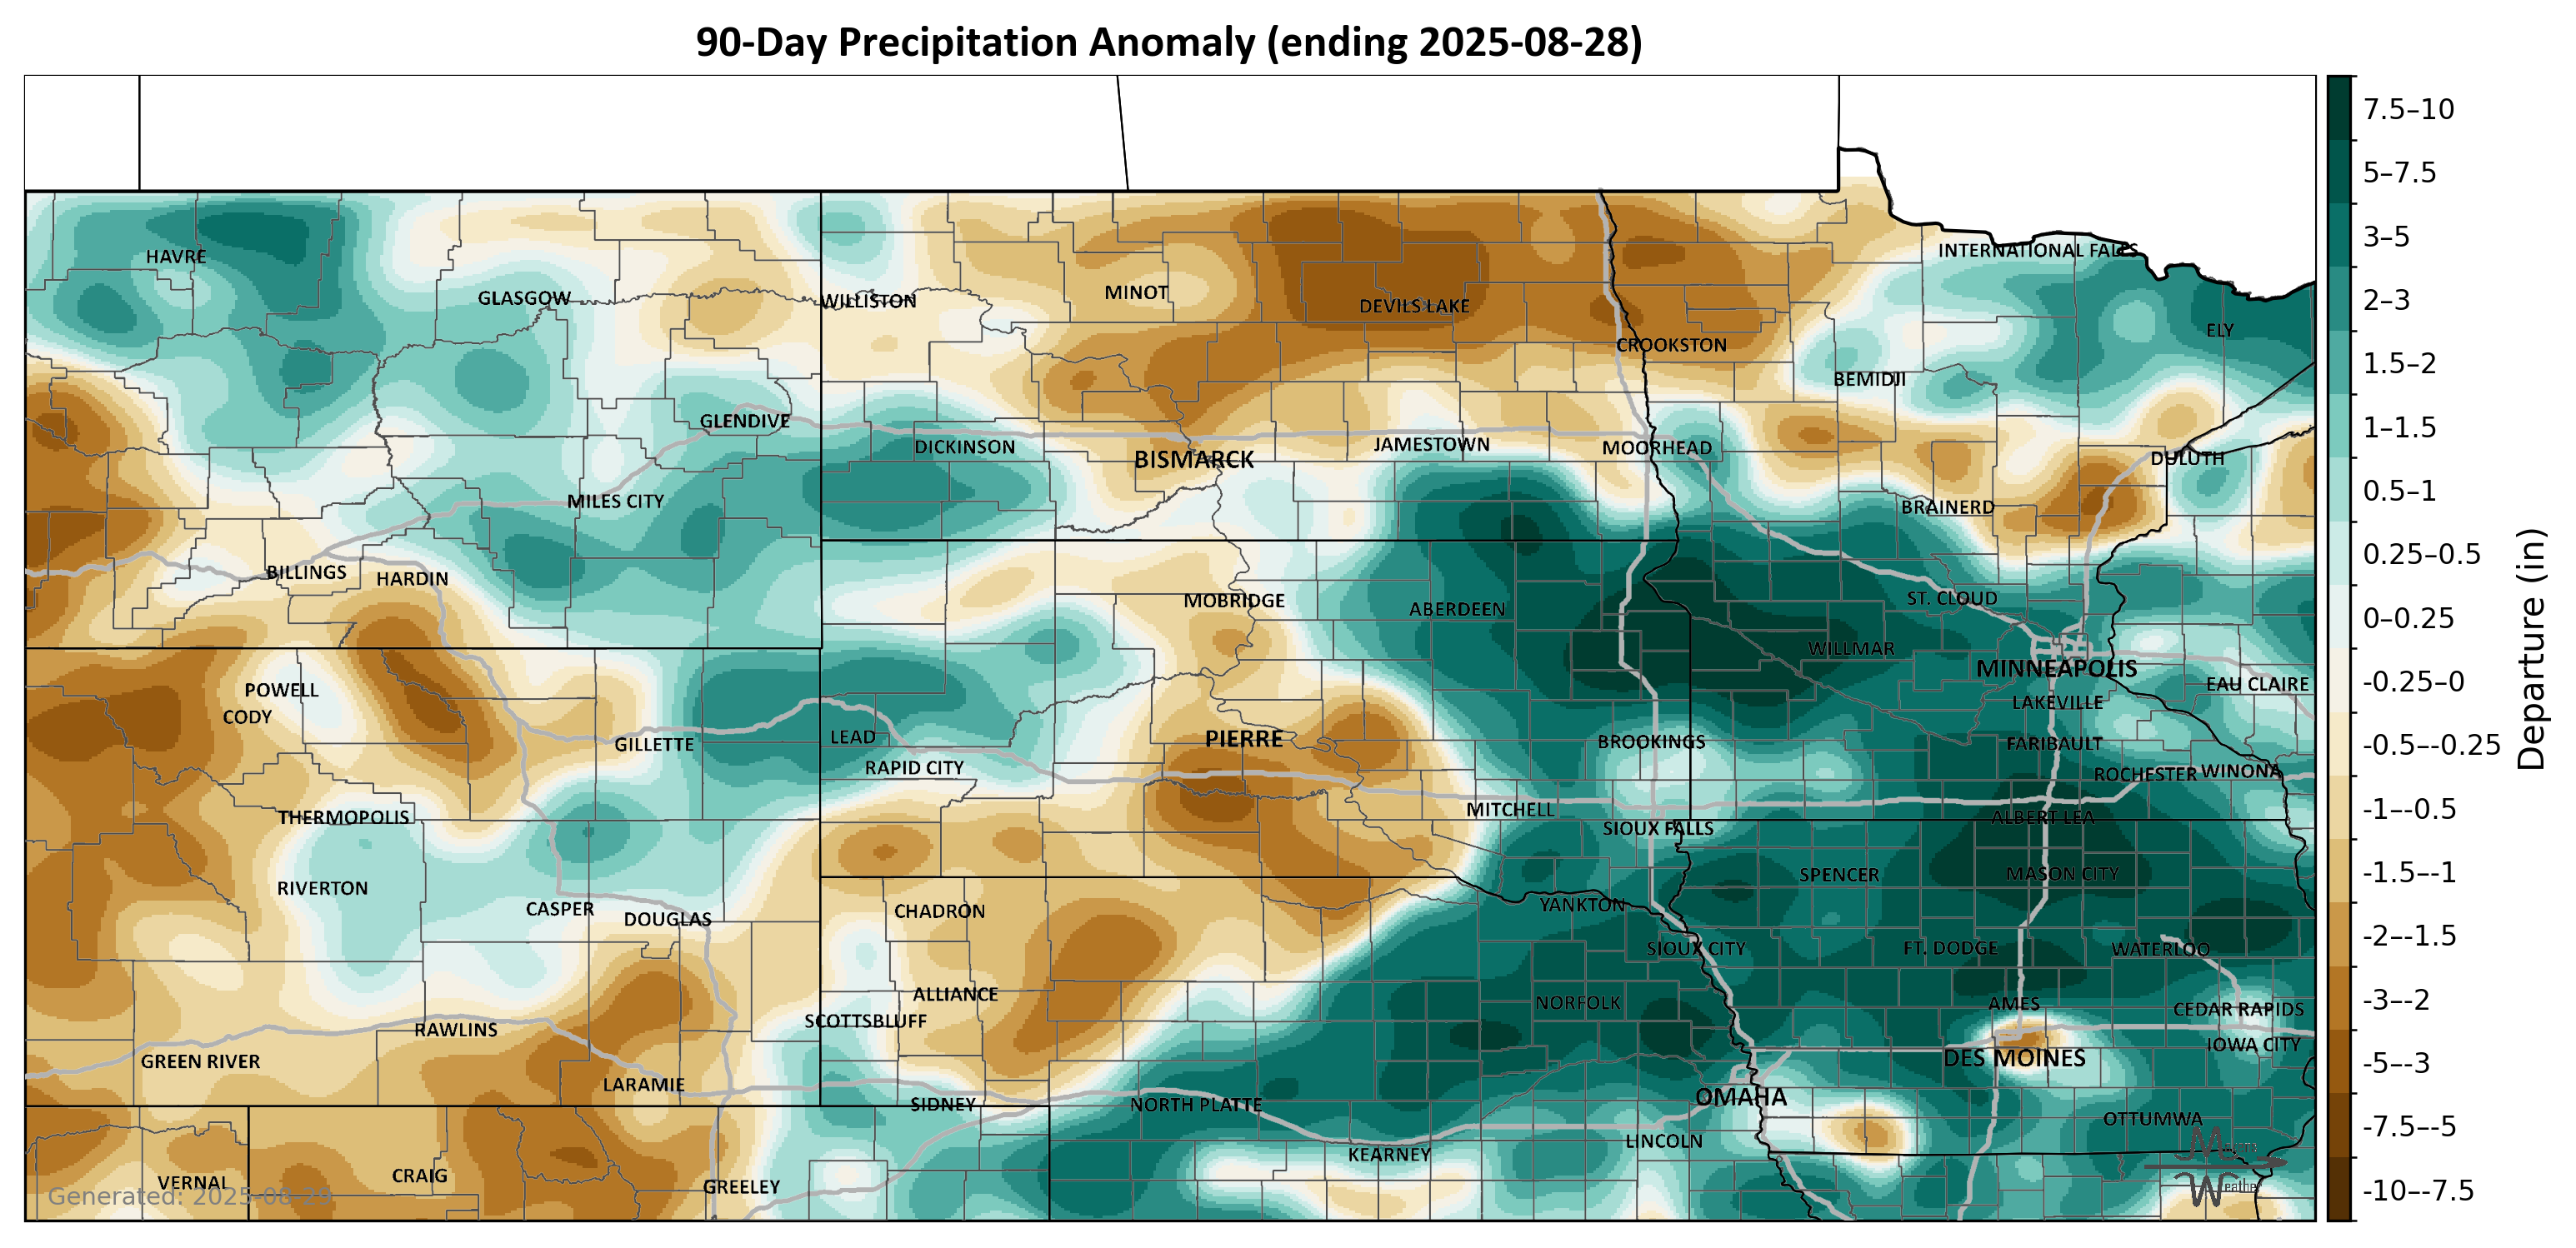 90-Day Precipitation Anomaly (ending 2025-08-28)
HAVRE
GLASGOW
WILLISTON
MINOT
DEVILS LAKE
CROOKSTON
INTERNATIONAL FALLS
ELY
BEMIDJI
GLENDIVE
DICKINSON
BISMARCK
JAMESTOWN
MOORHEAD
DULUTH
MILES CITY
BRAINERD
BILLINGS
HARDIN
MOBRIDGE
ABERDEEN
ST. CLOUD
WILLMAR
MINNEAPOLIS
EAU CLAIRE
POWELL
CODY
LAKEVILLE
GILLETTE
LEAD
PIERRE
BROOKINGS
FARIBAULT
RAPID CITY
ROCHESTER
WINONA
THERMOPOLIS
MITCHELL
SIOUX FALLS
ALBERT LEA
RIVERTON
SPENCER
MASON CITY
CASPER
DOUGLAS
CHADRON
YANKTON
SIOUX CITY
FT. DODGE
WATERLOO
ALLIANCE
NORFOLK
AMES
CEDAR RAPIDS
SCOTTSBLUFF
RAWLINS
GREEN RIVER
DES MOINES
IOWA CITY
LARAMIE
SIDNEY
NORTH PLATTE
OMAHA
OTTUMWA
LINCOLN
KEARNEY
VERNAL
CRAIG
GREELEY
Generated: 2025-08-29
7.5–10
5–7.5
3–5
2–3
1.5–2
1–1.5
0.5–1
0.25–0.5
0–0.25
-0.25–0
-0.5–-0.25
-1–-0.5
-1.5–-1
-2–-1.5
-3–-2
-5–-3
-7.5–-5
-10–-7.5
Departure (in)